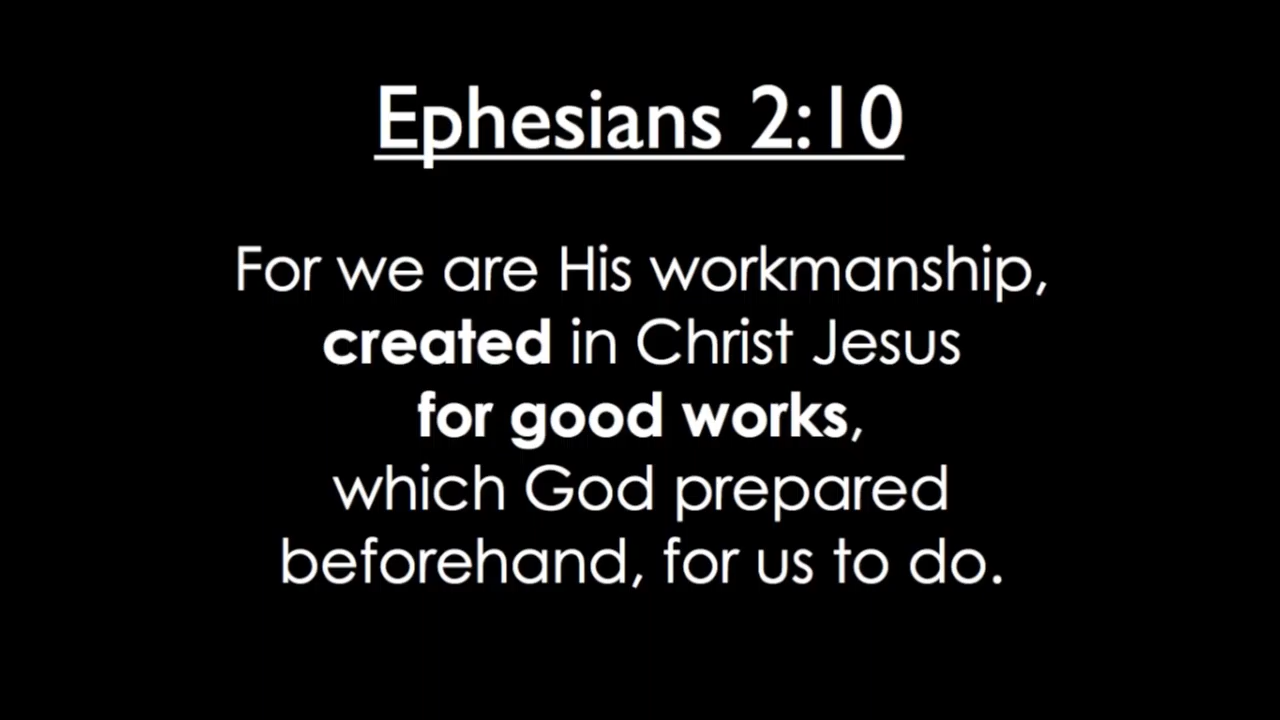 Ephesians 2:10
For we are His workmanship,
created in Christ Jesus
for good works,
which God prepared
beforehand, for us to do.